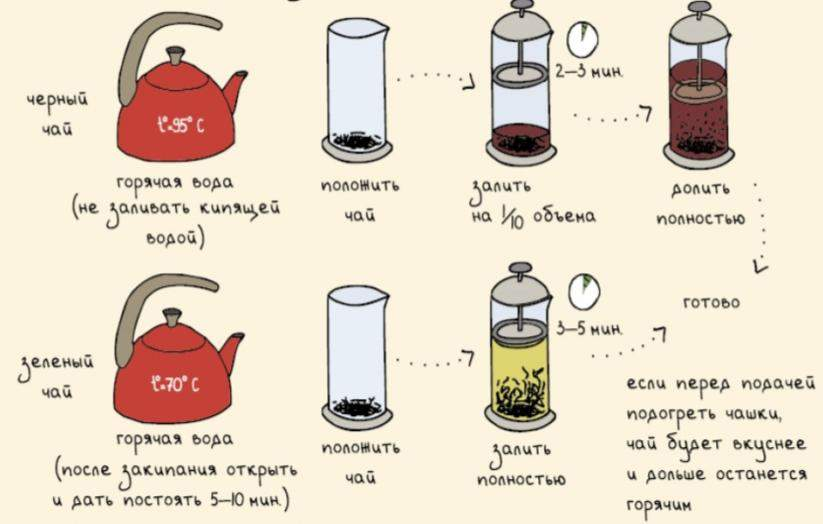 черный
чай
t°=95° C
горячая вода
(не заливать кипящей
водой)
положить
чай
2–3 мин.
залить
на 1/10 объема
долить
полностью
зеленый
чай
t°=70° C
горячая вода
(после закипания открыть
и дать постоять 5–10 мин.)
положить
чай
3–5 мин.
залить
полностью
готово
если перед подачей
подогреть чашки,
чай будет вкуснее
и дольше останется
горячим